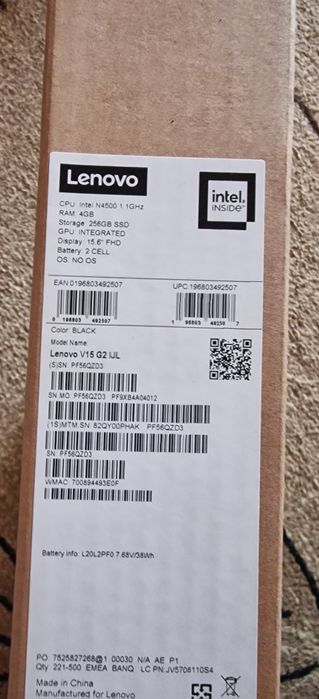 Lenovo
intel
INSIDE
CPU: Intel N4500 1.1GHz
RAM: 4GB
Storage: 256GB SSD
GPU: INTEGRATED
Display: 15.6" FHD
Battery: 2 CELL
OS: NO OS
EAN:0196803492507
UPC:196803492507
0 196803 492507
1 96803 49250 7
Color: BLACK
Model Name:
Lenovo V15 G2 IJL
(S)SN: PF56QZD3
SN MO: PF56QZD3 PF9XB4A04012
(1S)MTM:SN: 82QY00PHAK PF56QZD3
SN: PF56QZD3
WMAC: 700894493E0F
Battery info: L20L2PF0 7.68V/38Wh
PO: 7525827268@1 00030 N/A AE P1
Qty: 221-500 EMEA BANQ LC PN:JV5706110S4
Made in China
Manufactured for Lenovo